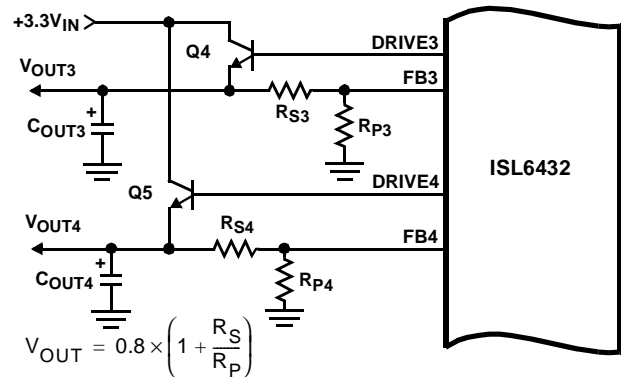 +3.3VIN
Q4
DRIVE3
VOUT3
FB3
RS3
+
COUT3
RP3
ISL6432
Q5
DRIVE4
VOUT4
RS4
FB4
+
COUT4
RP4
VOUT = 0.8 × (1 + RS/RP)